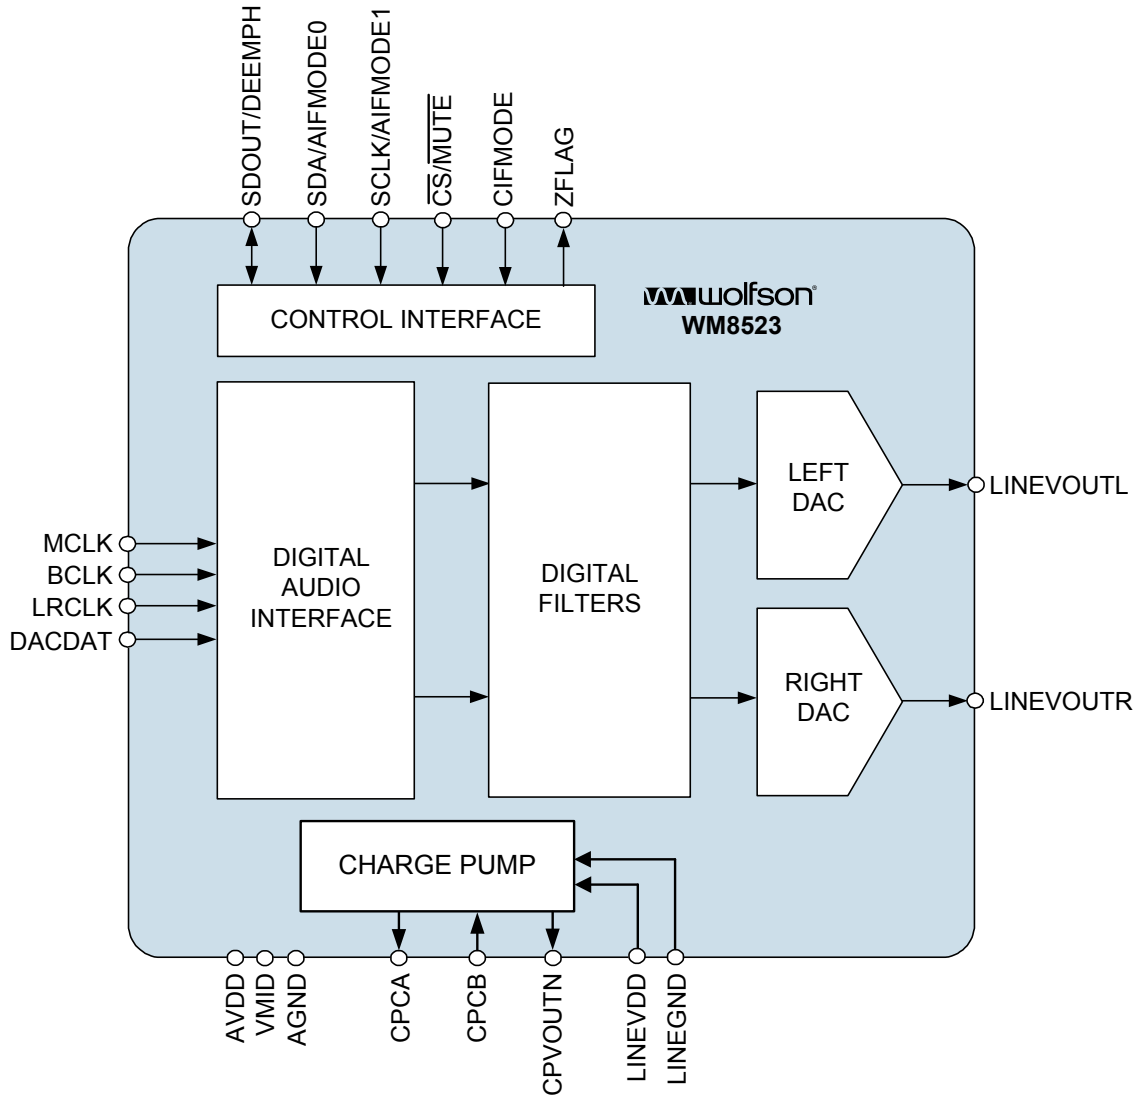 SDOUT/DEEMPH
SDA/AIFMODE0
SCLK/AIFMODE1
CS/MUTE
CIFMODE
ZFLAG
CONTROL INTERFACE
wolfson®
WM8523
DIGITAL
AUDIO
INTERFACE
DIGITAL
FILTERS
LEFT
DAC
RIGHT
DAC
LINEVOUTL
LINEVOUTR
MCLK
BCLK
LRCLK
DACDAT
CHARGE PUMP
AVDD
VMID
AGND
CPCA
CPCB
CPVOUTN
LINEVDD
LINEGND